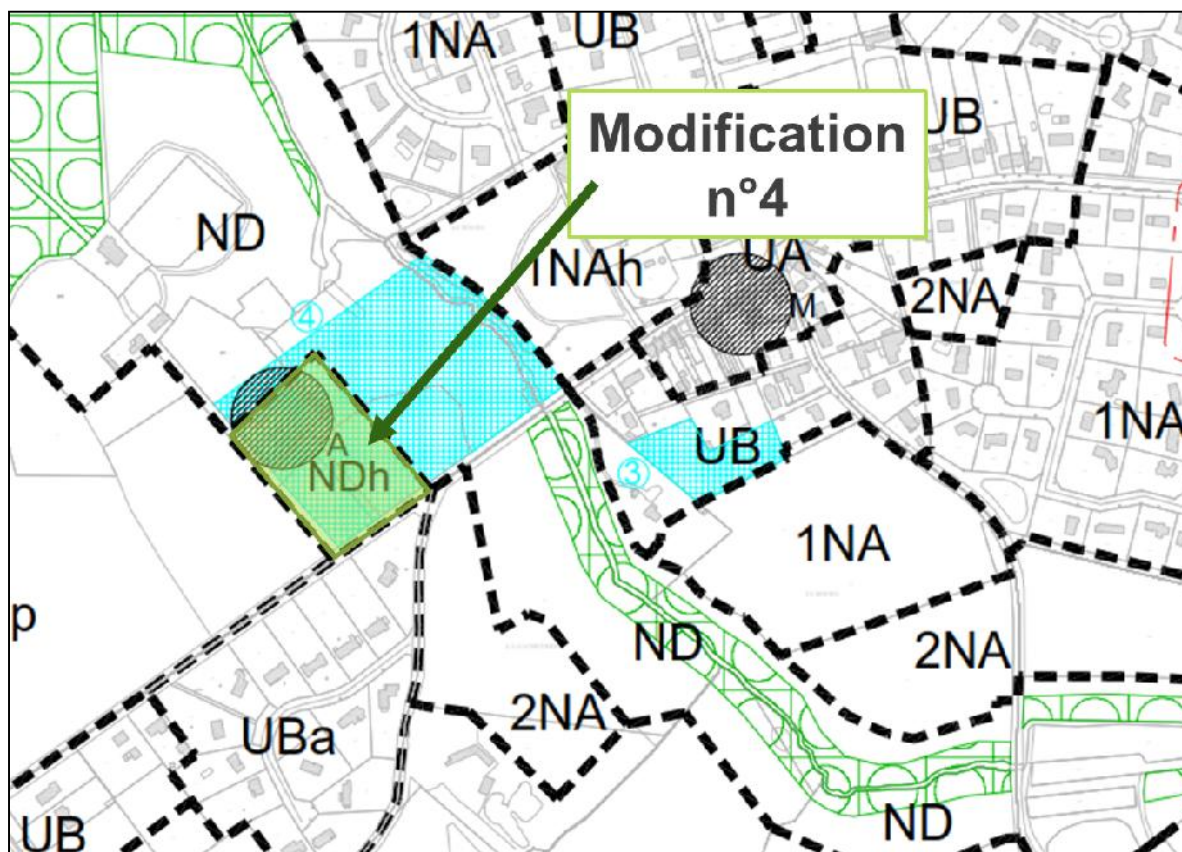 1NA
UB
Modification
n°4
UB
ND
UA
1NAh
2NA
M
④
A
NDh
UB
③
1NA
1NA
p
ND
2NA
2NA
UBa
UB
ND